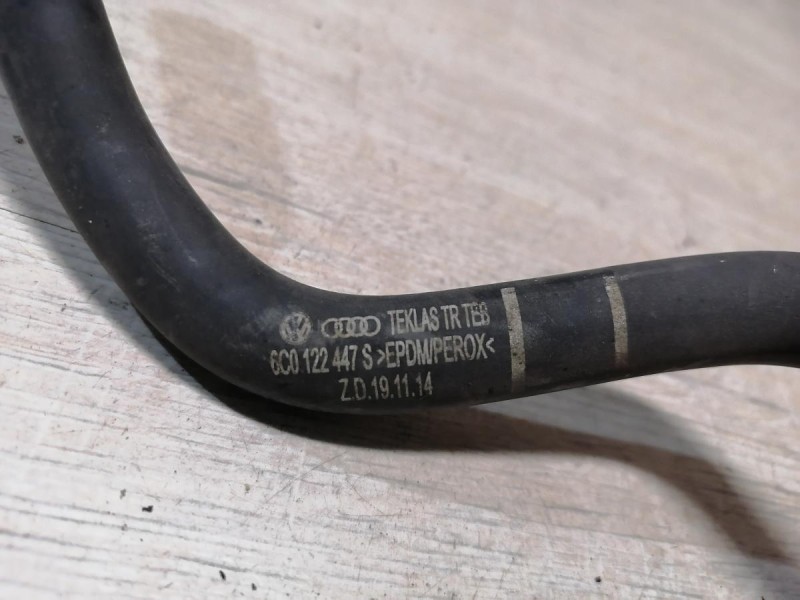 TEKLAS TR TEB
6C0 122 447 S >EPDM/PEROX<
Z.D.19.11.14